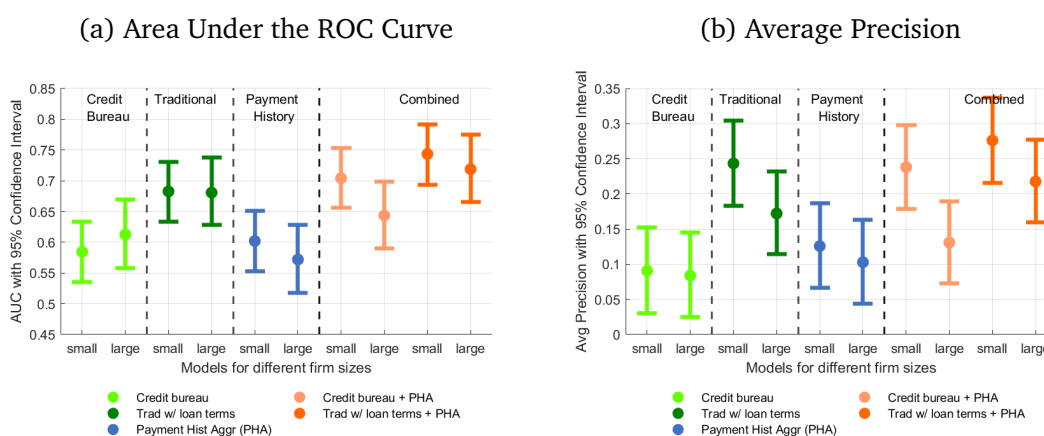 (a) Area Under the ROC Curve
AUC with 95% Confidence Interval
0.85
0.8
0.75
0.7
0.65
0.6
0.55
0.5
0.45
Credit
Bureau
Traditional
Payment
History
Combined
small large small large small large small large small large
Models for different firm sizes
Credit bureau
Trad w/ loan terms
Payment Hist Aggr (PHA)
Credit bureau + PHA
Trad w/ loan terms + PHA
(b) Average Precision
Avg Precision with 95% Confidence Interval
0.35
0.3
0.25
0.2
0.15
0.1
0.05
0
Credit
Bureau
Traditional
Payment
History
Combined
small large small large small large small large small large
Models for different firm sizes
Credit bureau
Trad w/ loan terms
Payment Hist Aggr (PHA)
Credit bureau + PHA
Trad w/ loan terms + PHA